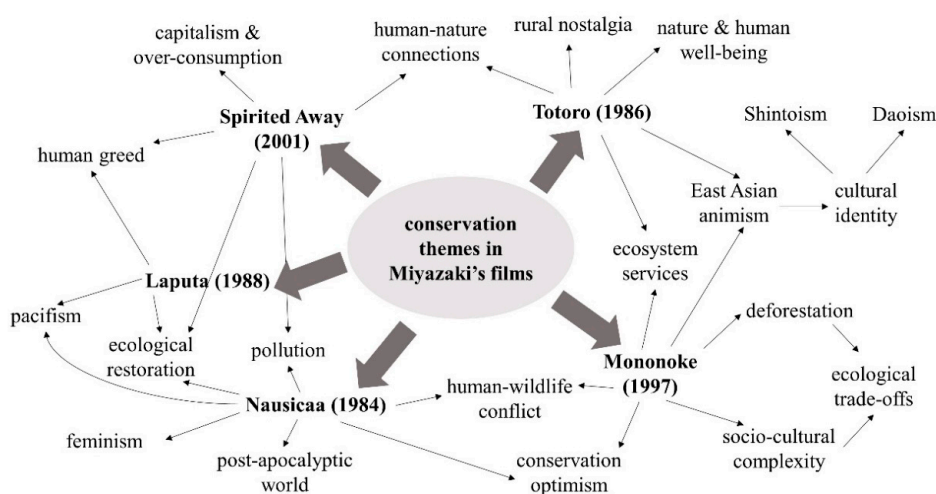 capitalism &
over-consumption
human-nature
connections
rural nostalgia
nature & human
well-being
Spirited Away
(2001)
Totoro (1986)
Shintoism
Daoism
human greed
East Asian
animism
cultural
identity
conservation
themes in
Miyazaki's films
ecosystem
services
Laputa (1988)
pacifism
ecological
restoration
pollution
deforestation
Mononoke
(1997)
ecological
trade-offs
Nausicaa (1984)
human-wildlife
conflict
feminism
post-apocalyptic
world
conservation
optimism
socio-cultural
complexity